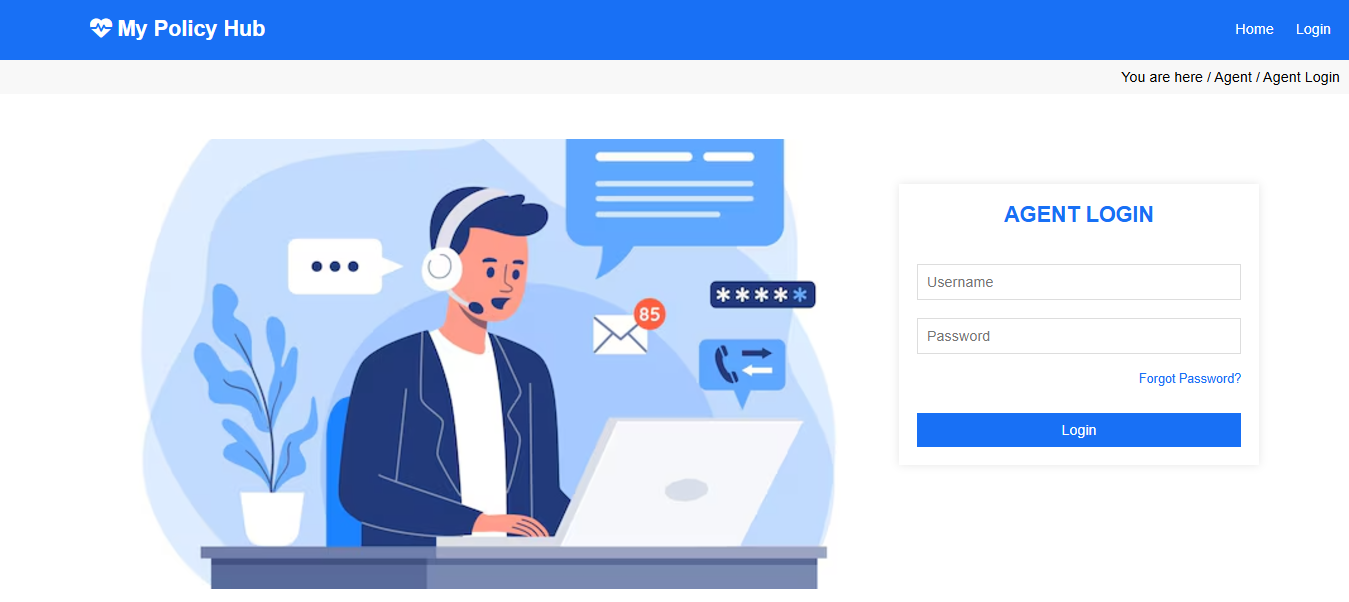 My Policy Hub
Home Login
You are here / Agent / Agent Login
AGENT LOGIN
Username
Password
Forgot Password?
Login
*****
85